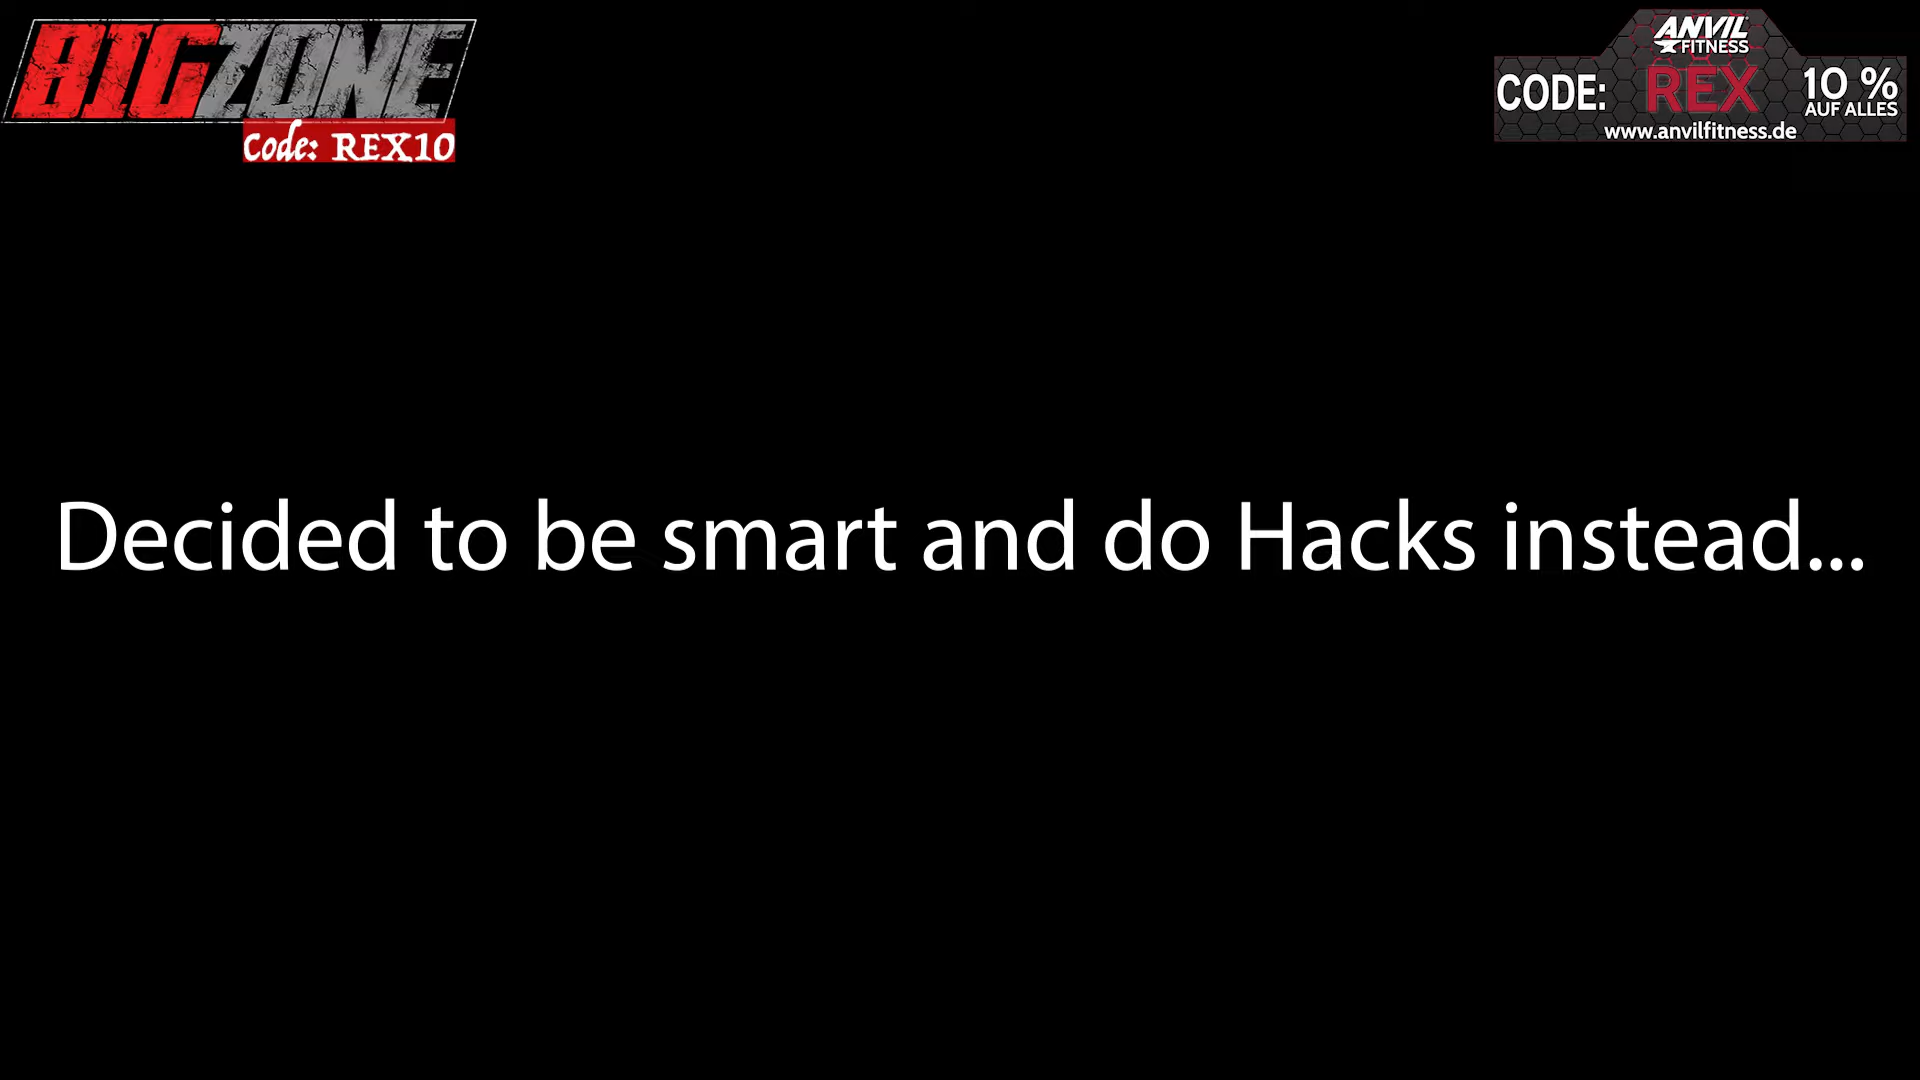 BIGZONE
Code: REX10
ANVIL
FITNESS
CODE: REX 10 %
AUF ALLES
www.anvilfitness.de
Decided to be smart and do Hacks instead...